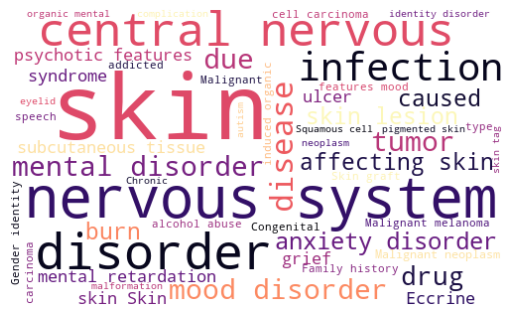 organic mental
cell carcinoma
identity disorder
complication
central nervous
psychotic features
due
addicted
infection
syndrome
Malignant
features mood
eyelid
skin
ulcer
caused
speech
autism
induced organic
disease
skin lesion
Squamous cell
pigmented skin
type
subcutaneous tissue
neoplasm
tumor
skin tag
mental disorder
affecting skin
Skin graft
Chronic
nervous system
Gender identity
burn
alcohol abuse
Congenital
Malignant melanoma
disorder
anxiety disorder
grief
Malignant neoplasm
carcinoma
mental retardation
Family history
drug
malformation
skin Skin
mood disorder
Eccrine